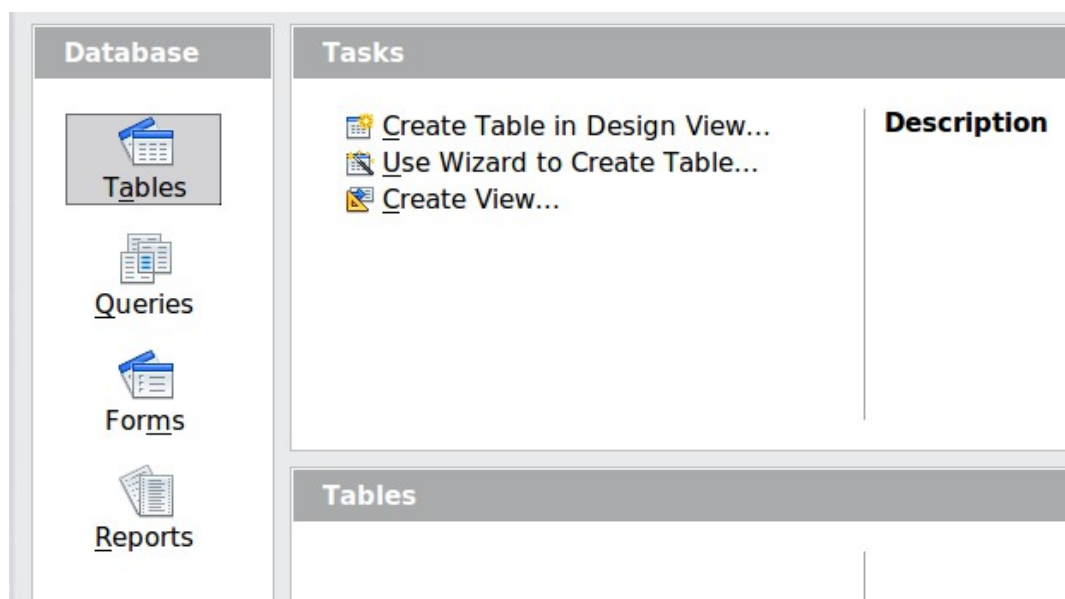 Database
Tables
Queries
Forms
Reports
Tasks
Create Table in Design View...
Use Wizard to Create Table...
Create View...
Description
Tables